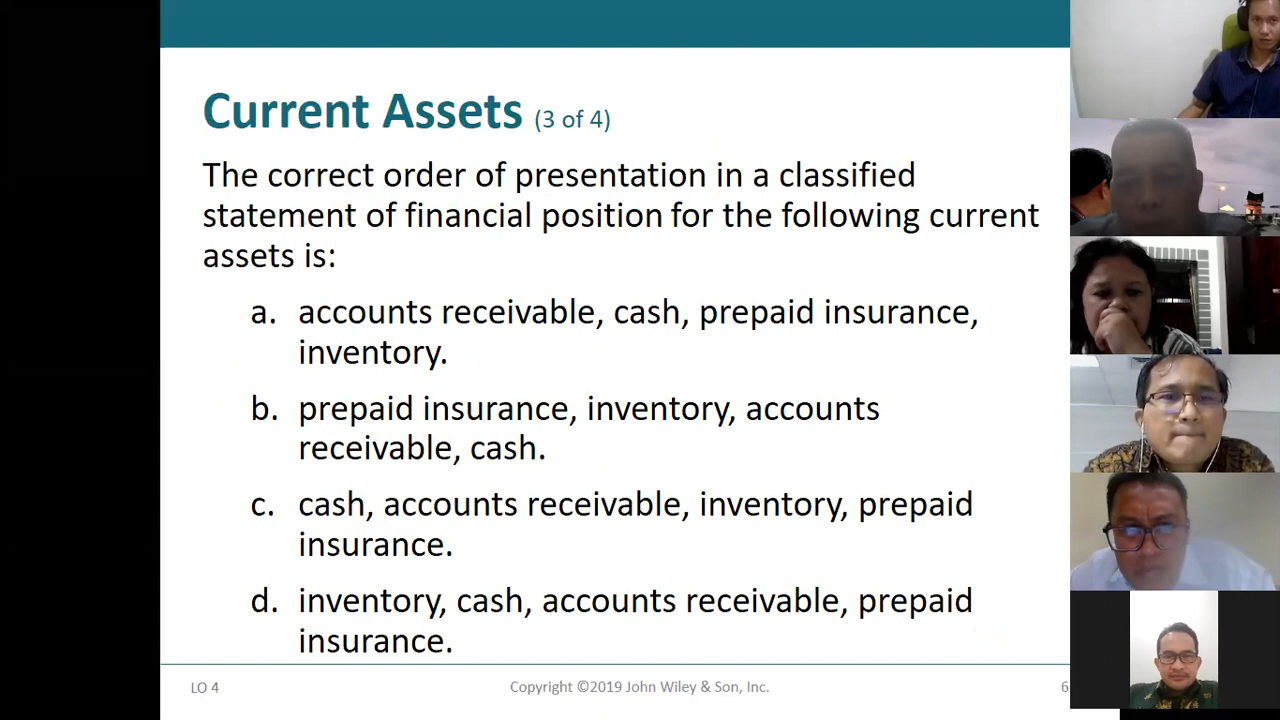 Current Assets (3 of 4)
The correct order of presentation in a classified
statement of financial position for the following current
assets is:
a. accounts receivable, cash, prepaid insurance,
inventory.
b. prepaid insurance, inventory, accounts
receivable, cash.
c. cash, accounts receivable, inventory, prepaid
insurance.
d. inventory, cash, accounts receivable, prepaid
insurance.
LO 4
Copyright ©2019 John Wiley & Son, Inc.